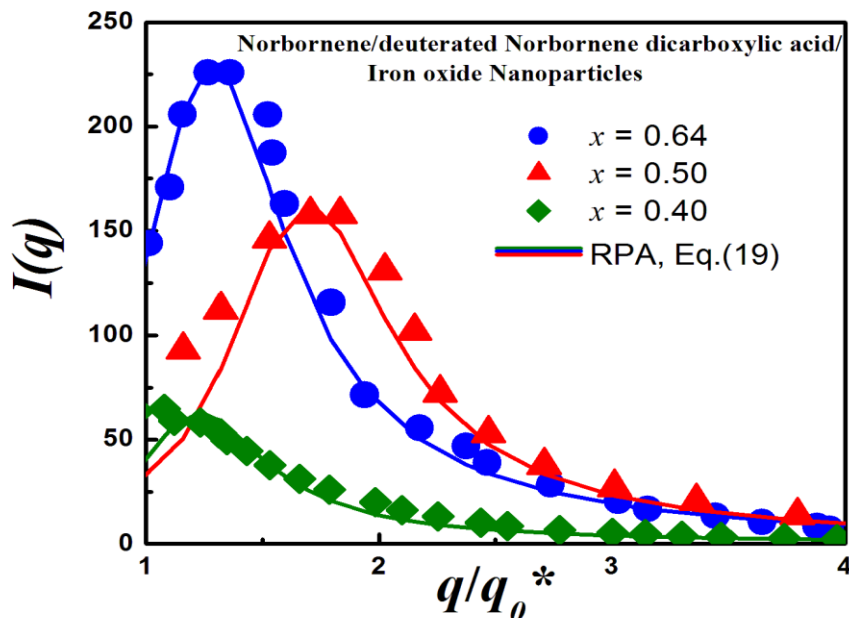 Norbornene/deuterated Norbornene dicarboxylic acid/
Iron oxide Nanoparticles
x = 0.64
x = 0.50
x = 0.40
RPA, Eq.(19)
I(q)
250
200
150
100
50
0
1
2
3
4
q/q₀*